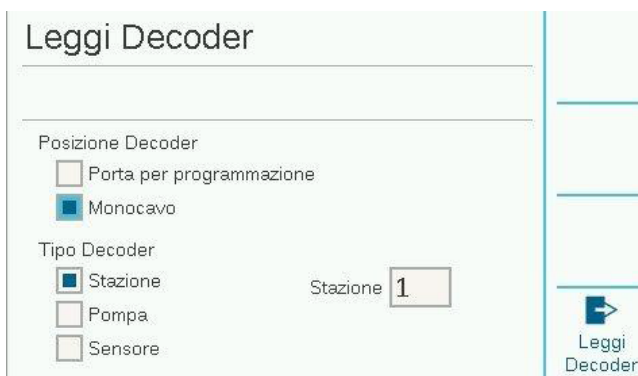 Leggi Decoder
Posizione Decoder
Porta per programmazione
Monocavo
Tipo Decoder
Stazione
Stazione 1
Pompa
Sensore
Leggi
Decoder